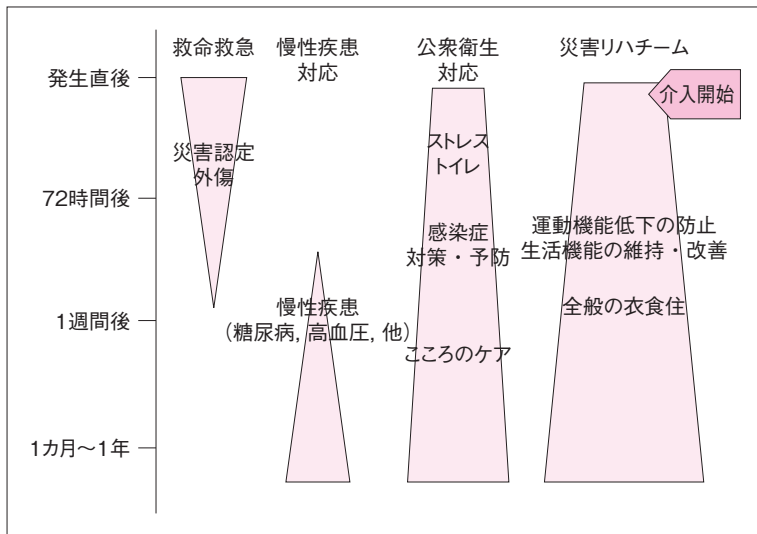 救命救急
慢性疾患
対応
公衆衛生
対応
災害リハチーム
発生直後
介入開始
ストレス
トイレ
災害認定
外傷
72時間後
運動機能低下の防止
生活機能の維持・改善
感染症
対策・予防
全般の衣食住
1週間後
慢性疾患
(糖尿病, 高血圧, 他)
こころのケア
1カ月〜1年